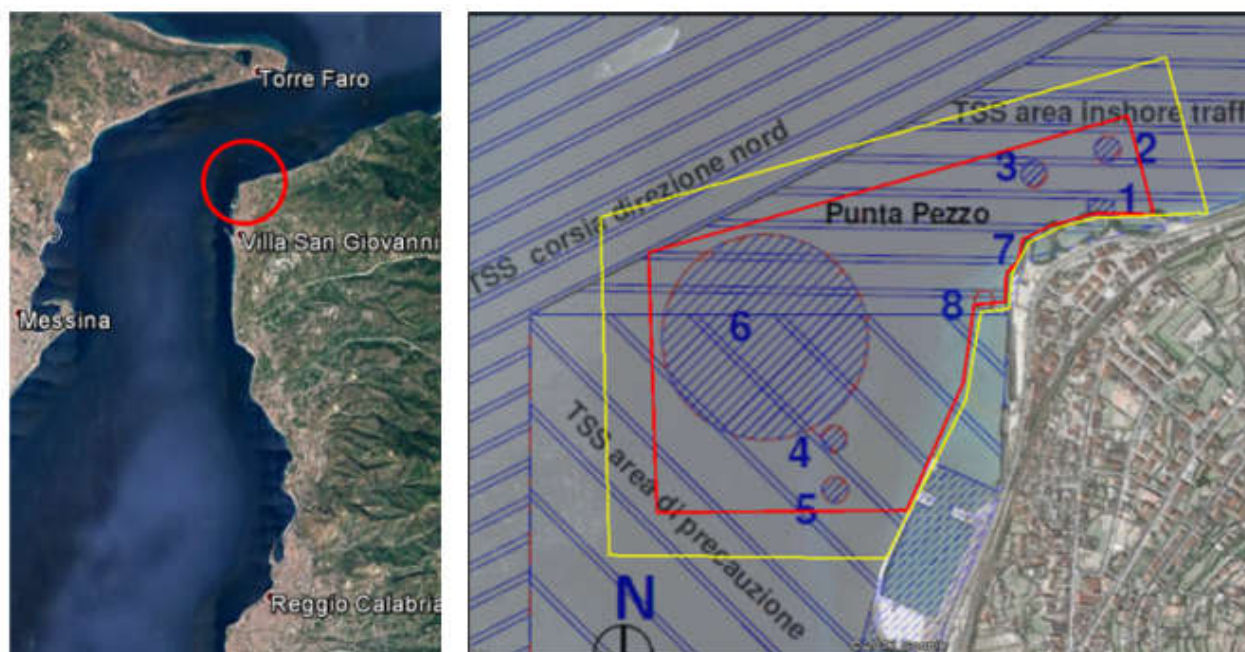 Torre Faro
Villa San Giovanni
Messina
Reggio Calabria
TSS area inshore traff
TSS corsia direzione nord
2
3
1
Punta Pezzo
7
8
6
4
5
TSS area di precauzione
N